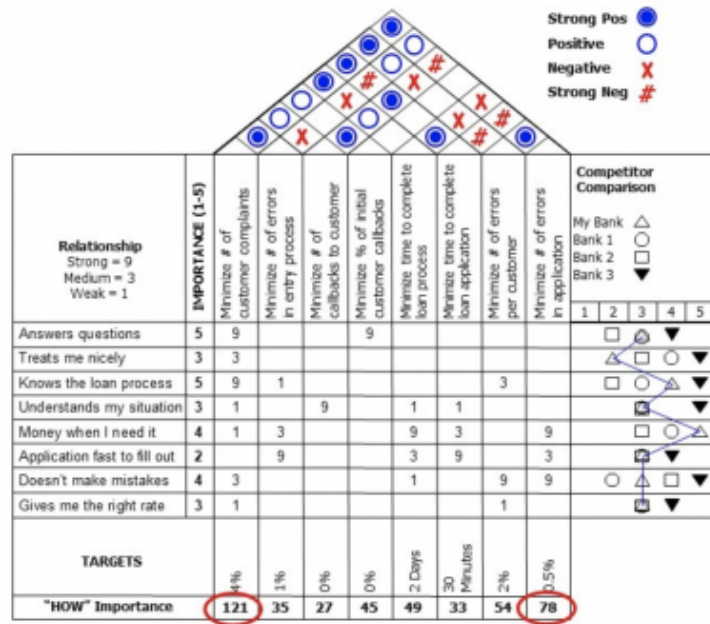 Strong Pos
Positive
Negative
Strong Neg
Relationship
Strong = 9
Medium = 3
Weak = 1
IMPORTANCE (1-5)
Minimize # of
customer complaints
Minimize # of errors
in entry process
Minimize # of
callbacks to customer
Minimize % of initial
customer callbacks
Minimize time to complete
loan process
Minimize time to complete
loan application
Minimize # of errors
per customer
Minimize # of errors
in application
Competitor
Comparison
My Bank
Bank 1
Bank 2
Bank 3
1 2 3 4 5
Answers questions 5 9 9
Treats me nicely 3 3
Knows the loan process 5 9 1 3
Understands my situation 3 1 9 1 1
Money when I need it 4 1 3 9 3 9
Application fast to fill out 2 9 3 9 3
Doesn't make mistakes 4 3 1 9 9
Gives me the right rate 3 1 1
TARGETS 4% 1% 0% 0% 2 Days 30 Minutes 2% 0.5%
"HOW" Importance 121 35 27 45 49 33 54 78